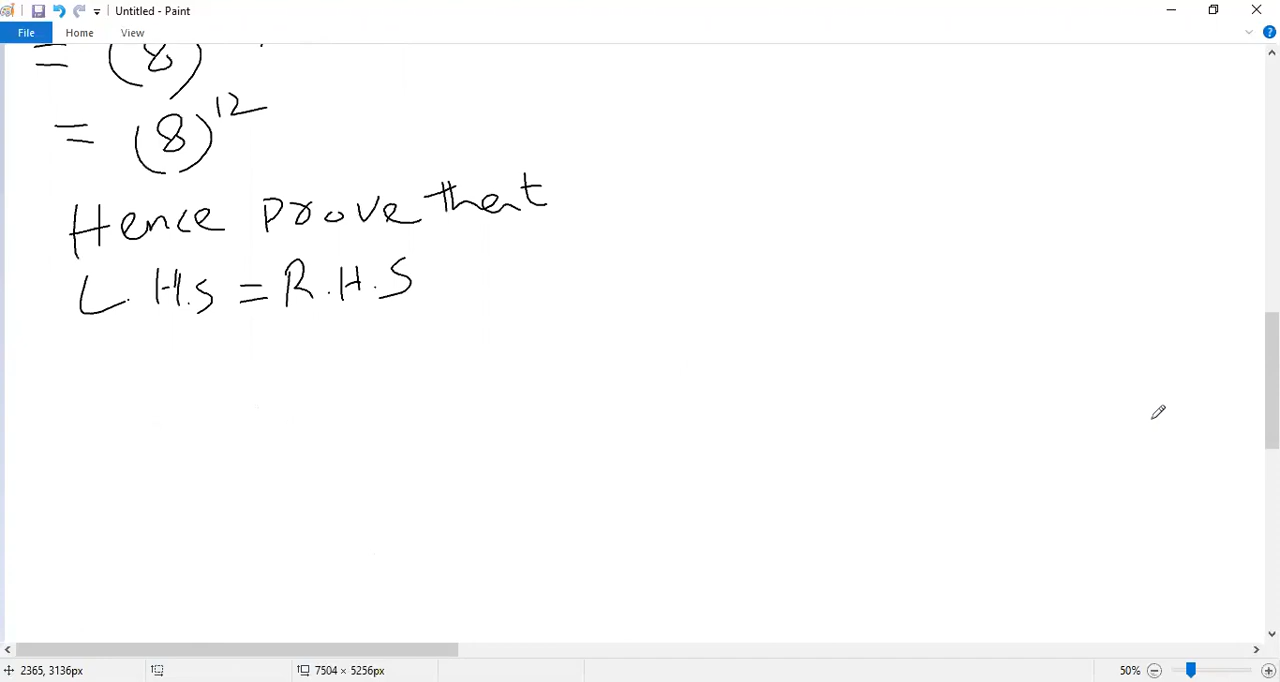 Untitled - Paint
File Home View
= (8)
= (8)^12
Hence prove that
L.H.S = R.H.S
2365, 3136px 7504 × 5256px 50%